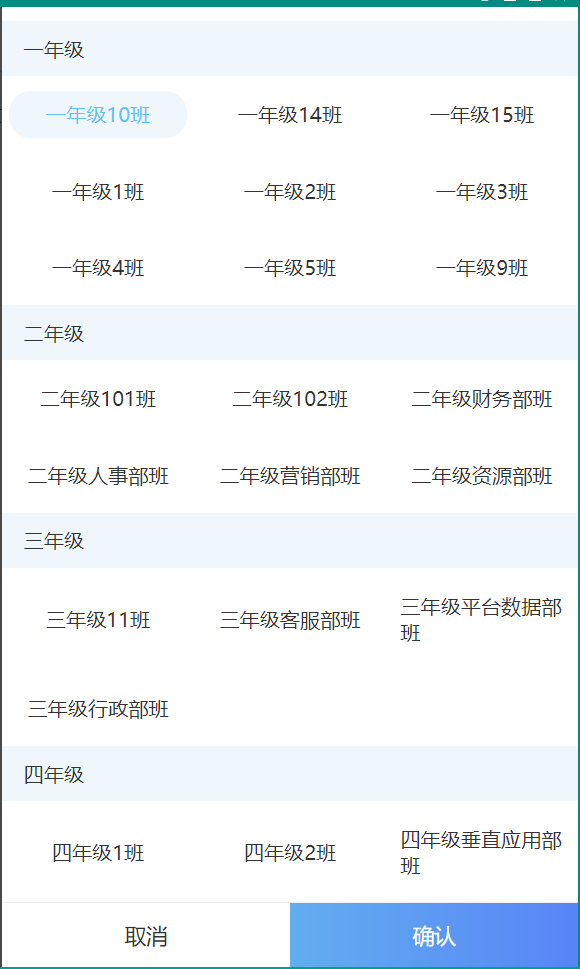 一年级
一年级10班 一年级14班 一年级15班
一年级1班 一年级2班 一年级3班
一年级4班 一年级5班 一年级9班
二年级
二年级101班 二年级102班 二年级财务部班
二年级人事部班 二年级营销部班 二年级资源部班
三年级
三年级11班 三年级客服部班 三年级平台数据部
班
三年级行政部班
四年级
四年级1班 四年级2班 四年级垂直应用部
班
取消 确认